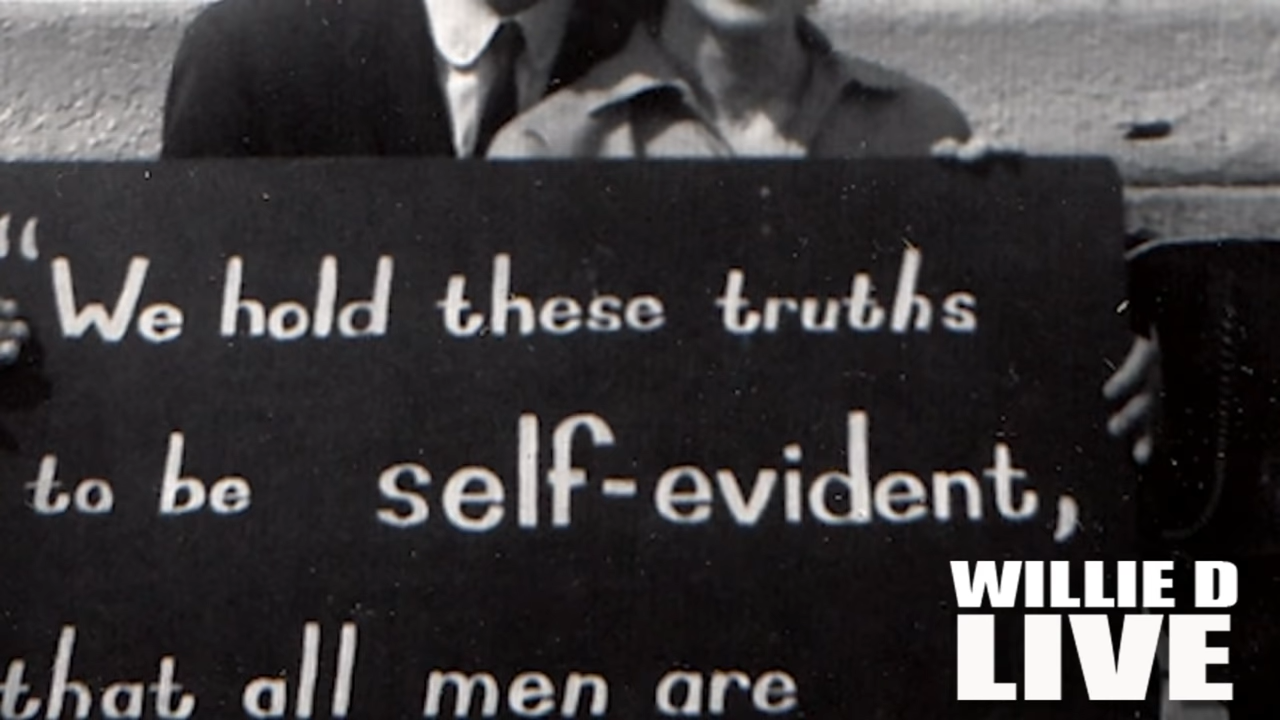 “We hold these truths
to be self-evident,
that all men are
WILLIE D
LIVE